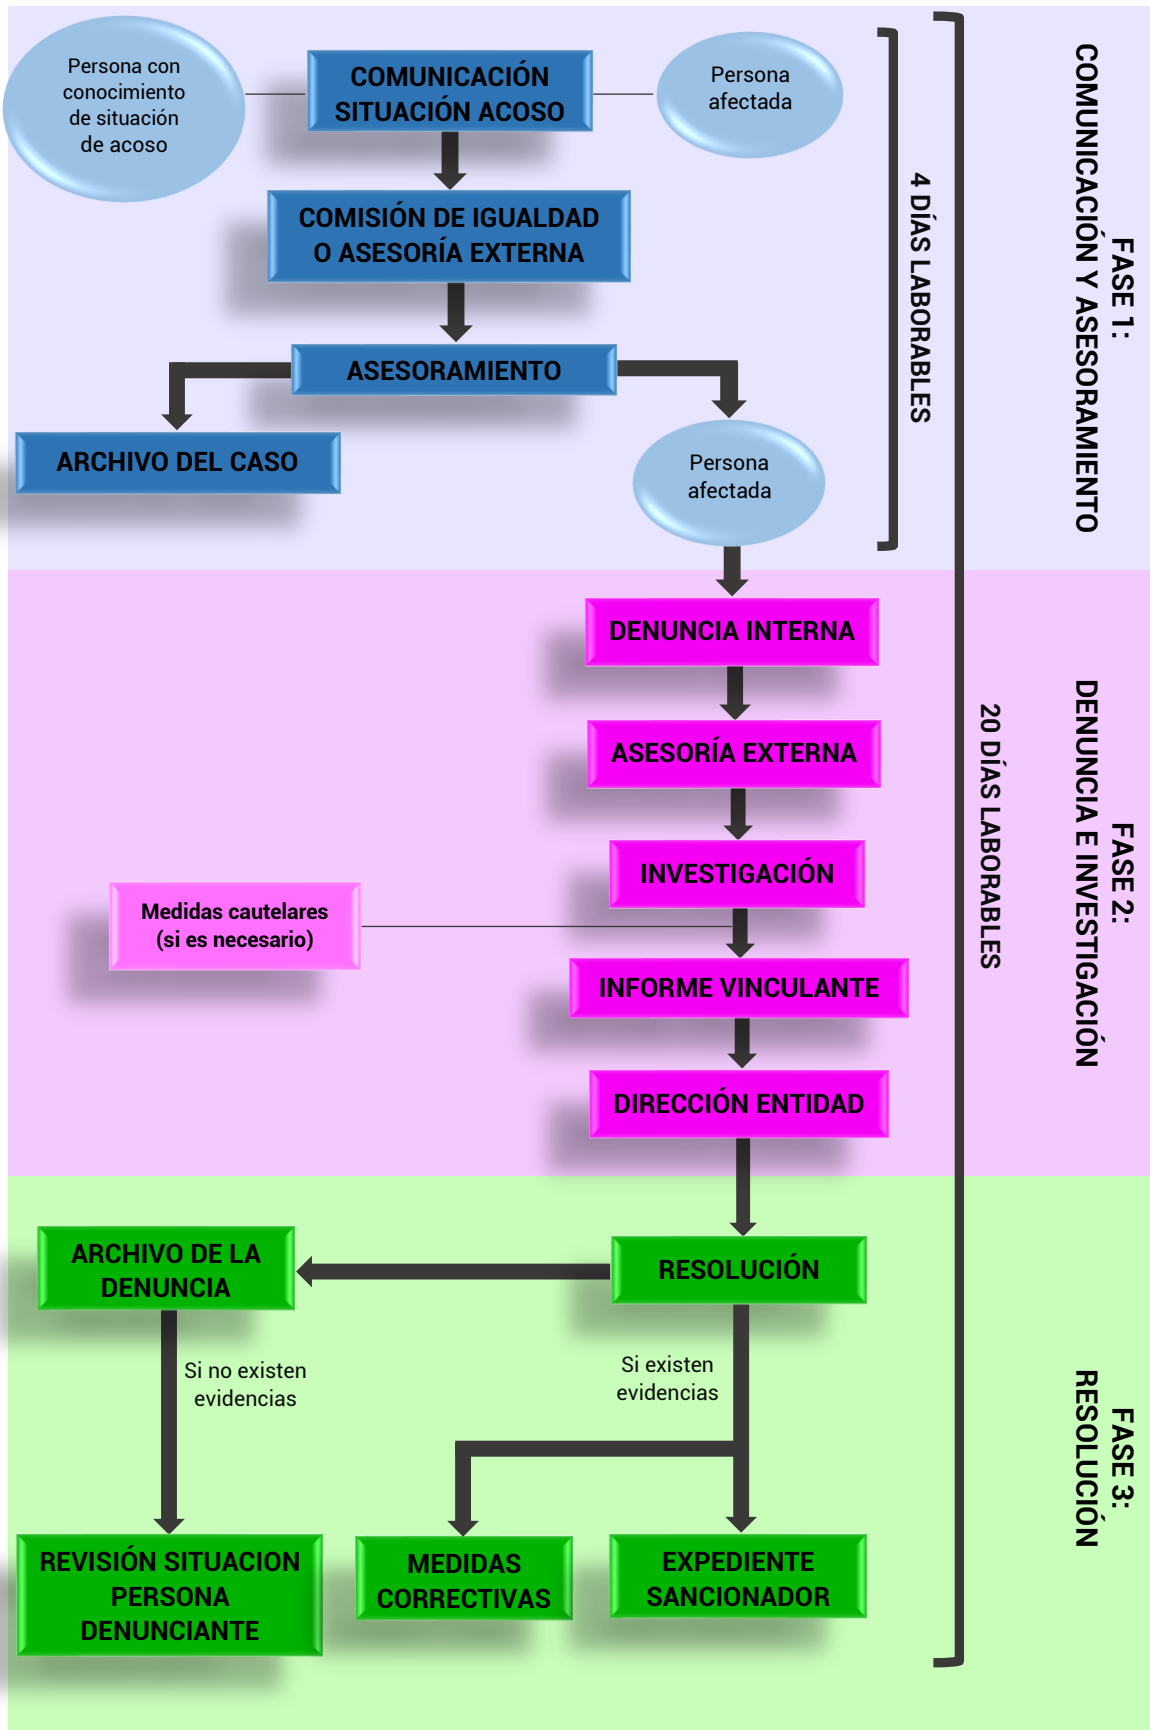 Persona con
conocimiento
de situación
de acoso
COMUNICACIÓN
SITUACIÓN ACOSO
Persona
afectada
COMISIÓN DE IGUALDAD
O ASESORÍA EXTERNA
ASESORAMIENTO
ARCHIVO DEL CASO
Persona
afectada
4 DÍAS LABORABLES
FASE 1:
COMUNICACIÓN Y ASESORAMIENTO
DENUNCIA INTERNA
ASESORÍA EXTERNA
INVESTIGACIÓN
Medidas cautelares
(si es necesario)
INFORME VINCULANTE
DIRECCIÓN ENTIDAD
20 DÍAS LABORABLES
FASE 2:
DENUNCIA E INVESTIGACIÓN
ARCHIVO DE LA
DENUNCIA
RESOLUCIÓN
Si no existen
evidencias
Si existen
evidencias
REVISIÓN SITUACION
PERSONA
DENUNCIANTE
MEDIDAS
CORRECTIVAS
EXPEDIENTE
SANCIONADOR
FASE 3:
RESOLUCIÓN